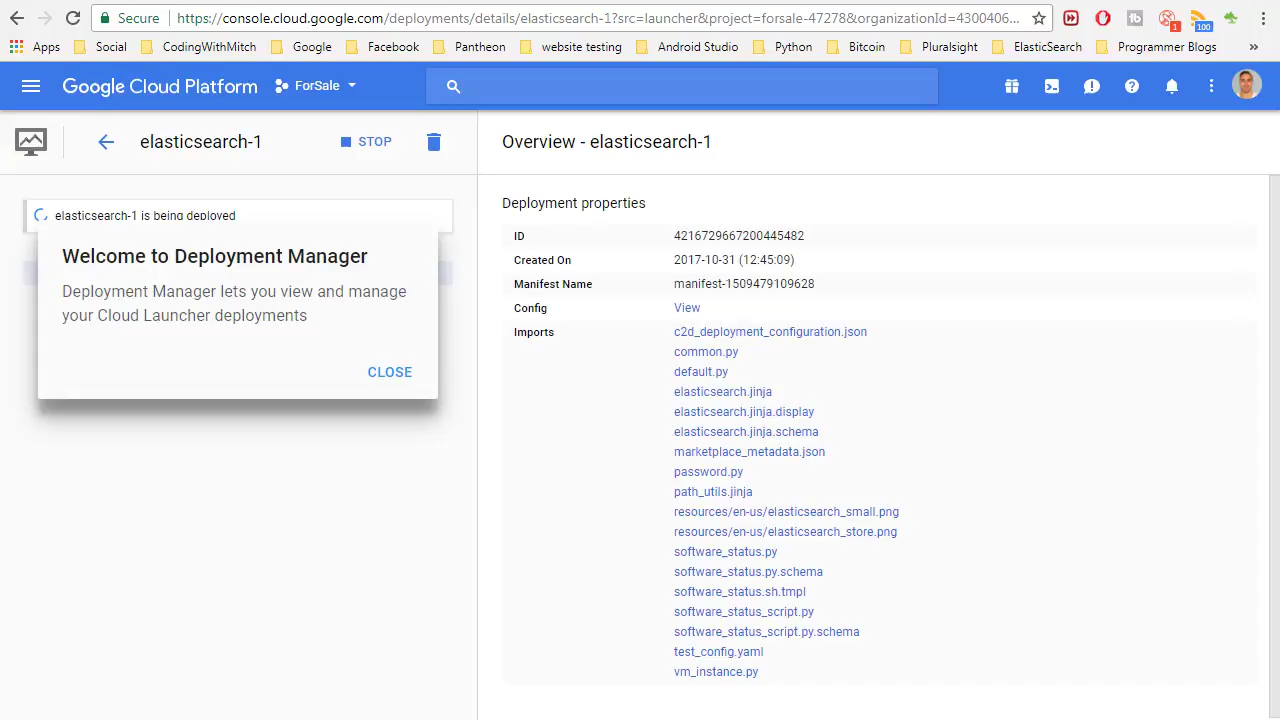 Secure https://console.cloud.google.com/deployments/details/elasticsearch-1?src=launcher&project=forsale-47278&organizationId=4300406...
1
100
Apps Social CodingWithMitch Google Facebook Pantheon website testing Android Studio Python Bitcoin Pluralsight ElasticSearch Programmer Blogs »
Google Cloud Platform ForSale
elasticsearch-1 STOP
Overview - elasticsearch-1
elasticsearch-1 is being deployed
Welcome to Deployment Manager
Deployment Manager lets you view and manage
your Cloud Launcher deployments
CLOSE
Deployment properties
ID 4216729667200445482
Created On 2017-10-31 (12:45:09)
Manifest Name manifest-1509479109628
Config View
Imports c2d_deployment_configuration.json
common.py
default.py
elasticsearch.jinja
elasticsearch.jinja.display
elasticsearch.jinja.schema
marketplace_metadata.json
password.py
path_utils.jinja
resources/en-us/elasticsearch_small.png
resources/en-us/elasticsearch_store.png
software_status.py
software_status.py.schema
software_status.sh.tmpl
software_status_script.py
software_status_script.py.schema
test_config.yaml
vm_instance.py